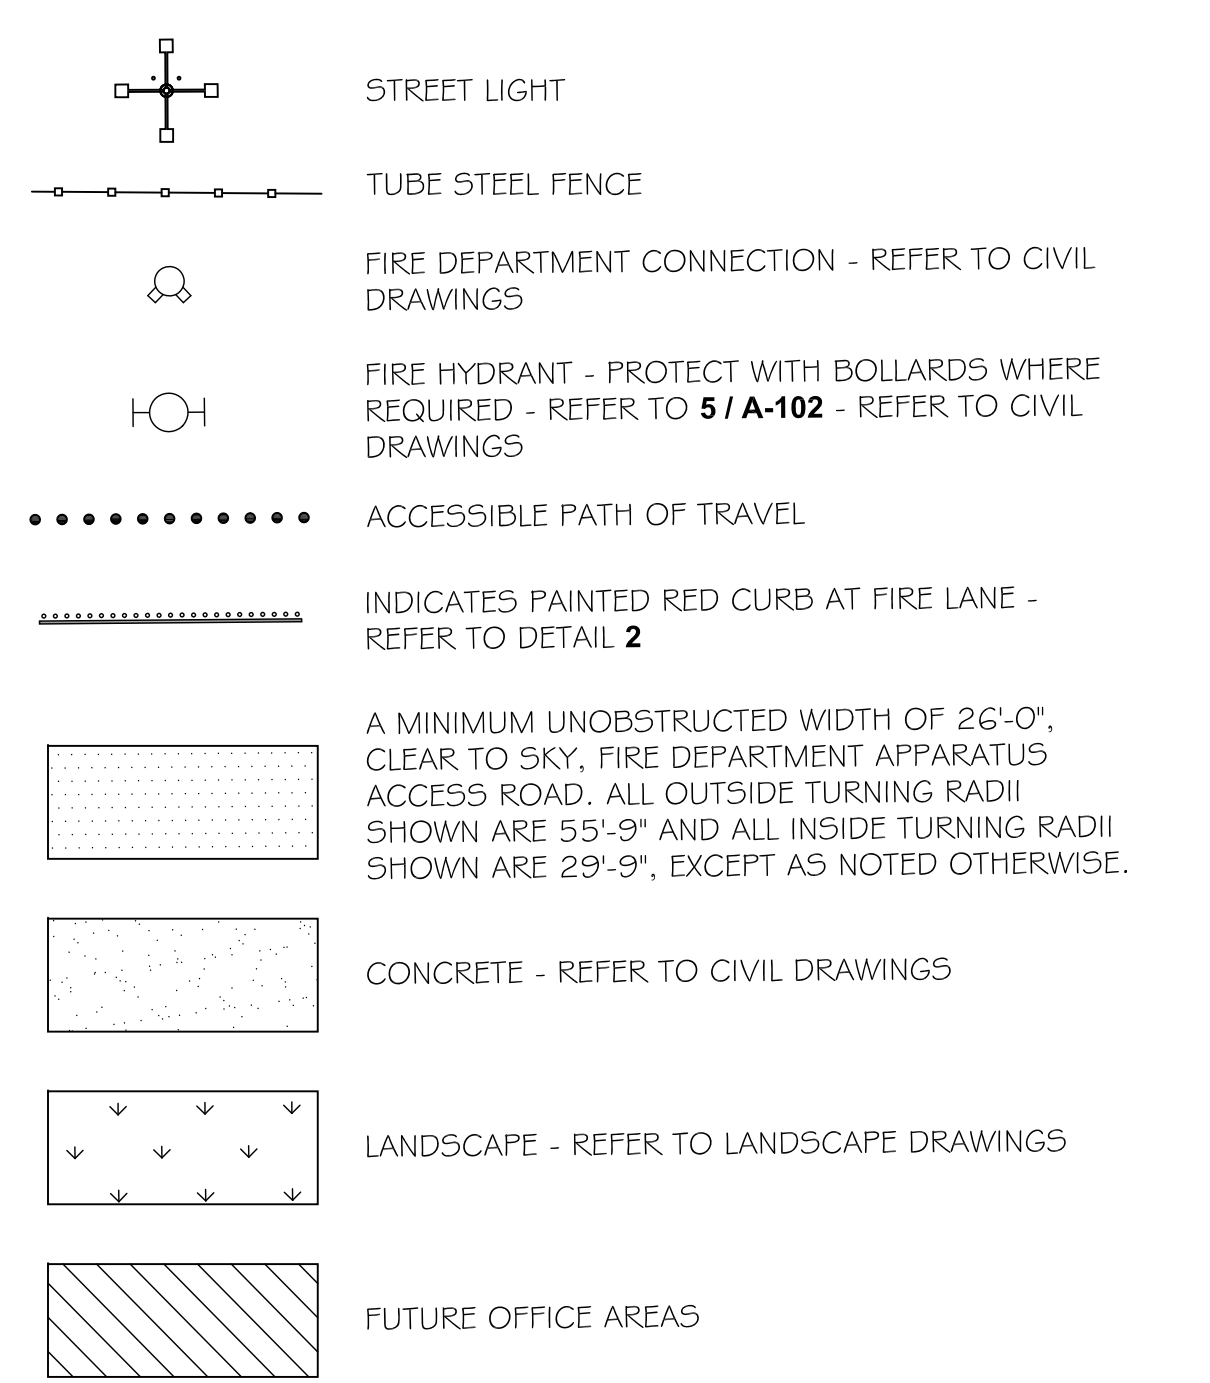 STREET LIGHT
TUBE STEEL FENCE
FIRE DEPARTMENT CONNECTION - REFER TO CIVIL
DRAWINGS
FIRE HYDRANT - PROTECT WITH BOLLARDS WHERE
REQUIRED - REFER TO 5 / A-102 - REFER TO CIVIL
DRAWINGS
ACCESSIBLE PATH OF TRAVEL
INDICATES PAINTED RED CURB AT FIRE LANE -
REFER TO DETAIL 2
A MINIMUM UNOBSTRUCTED WIDTH OF 26'-0",
CLEAR TO SKY, FIRE DEPARTMENT APPARATUS
ACCESS ROAD. ALL OUTSIDE TURNING RADII
SHOWN ARE 55'-9" AND ALL INSIDE TURNING RADII
SHOWN ARE 29'-9", EXCEPT AS NOTED OTHERWISE.
CONCRETE - REFER TO CIVIL DRAWINGS
LANDSCAPE - REFER TO LANDSCAPE DRAWINGS
FUTURE OFFICE AREAS